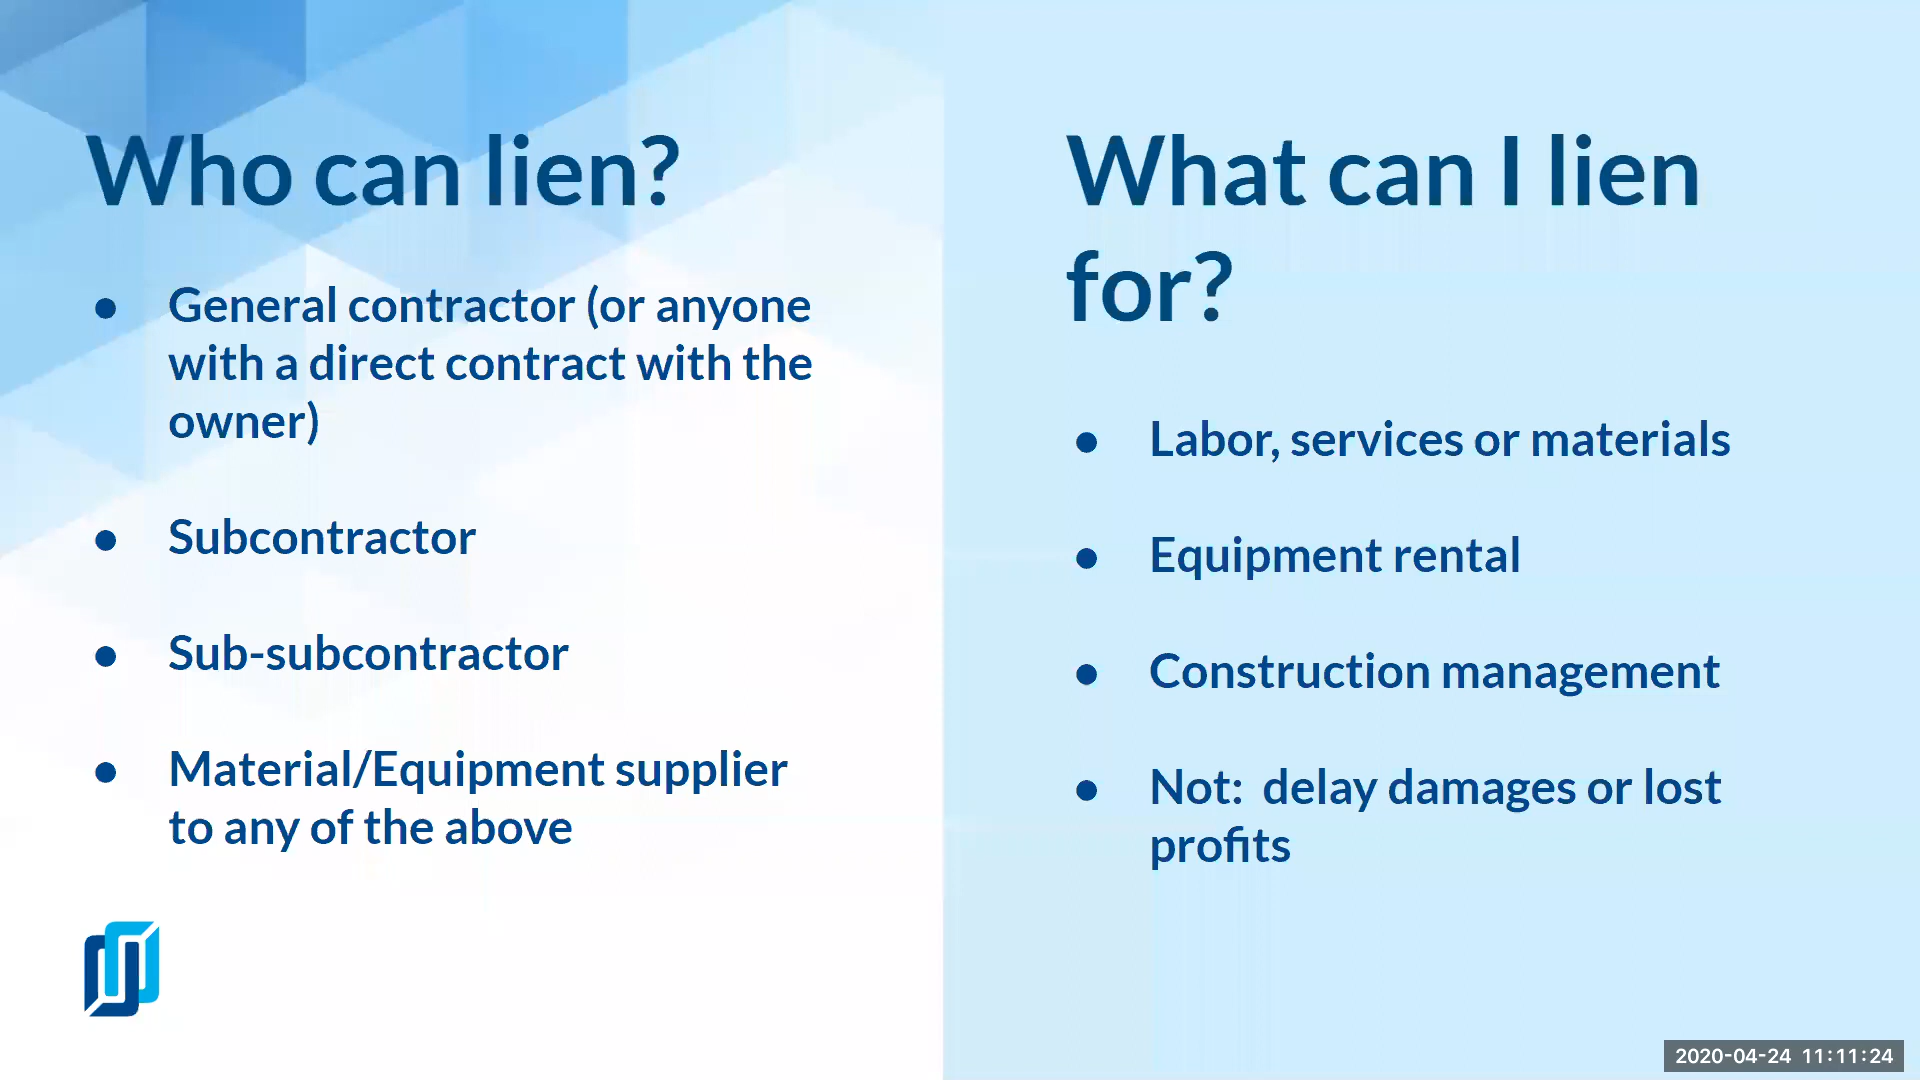 Who can lien?
● General contractor (or anyone
with a direct contract with the
owner)
● Subcontractor
● Sub-subcontractor
● Material/Equipment supplier
to any of the above
What can I lien
for?
● Labor, services or materials
● Equipment rental
● Construction management
● Not:  delay damages or lost
profits
2020-04-24 11:11:24